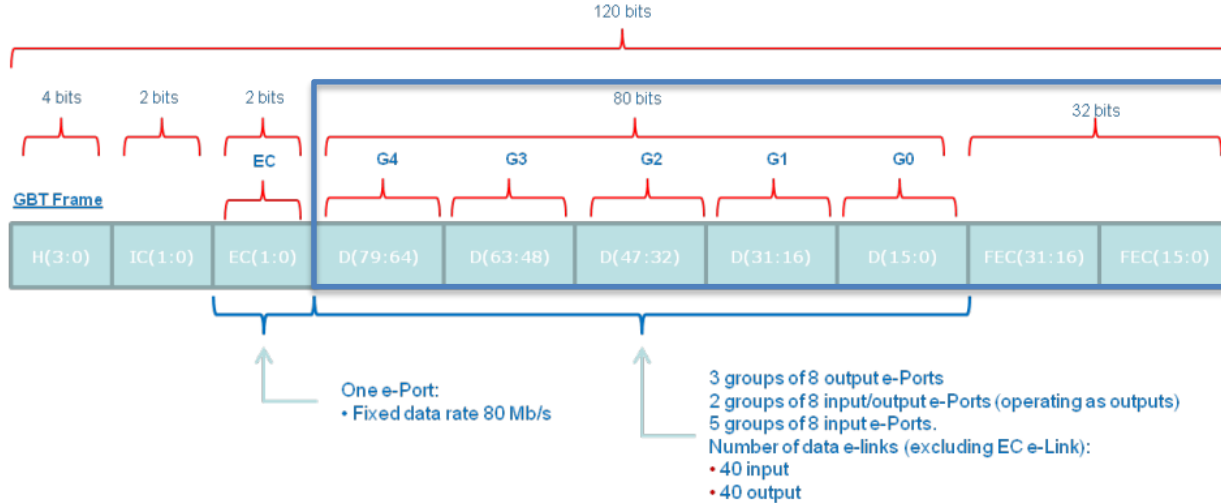 120 bits
4 bits
2 bits
2 bits
80 bits
32 bits
EC
G4
G3
G2
G1
G0
GBT Frame
H(3:0)
IC(1:0)
EC(1:0)
D(79:64)
D(63:48)
D(47:32)
D(31:16)
D(15:0)
FEC(31:16)
FEC(15:0)
One e-Port:
• Fixed data rate 80 Mb/s
3 groups of 8 output e-Ports
2 groups of 8 input/output e-Ports (operating as outputs)
5 groups of 8 input e-Ports.
Number of data e-links (excluding EC e-Link):
• 40 input
• 40 output